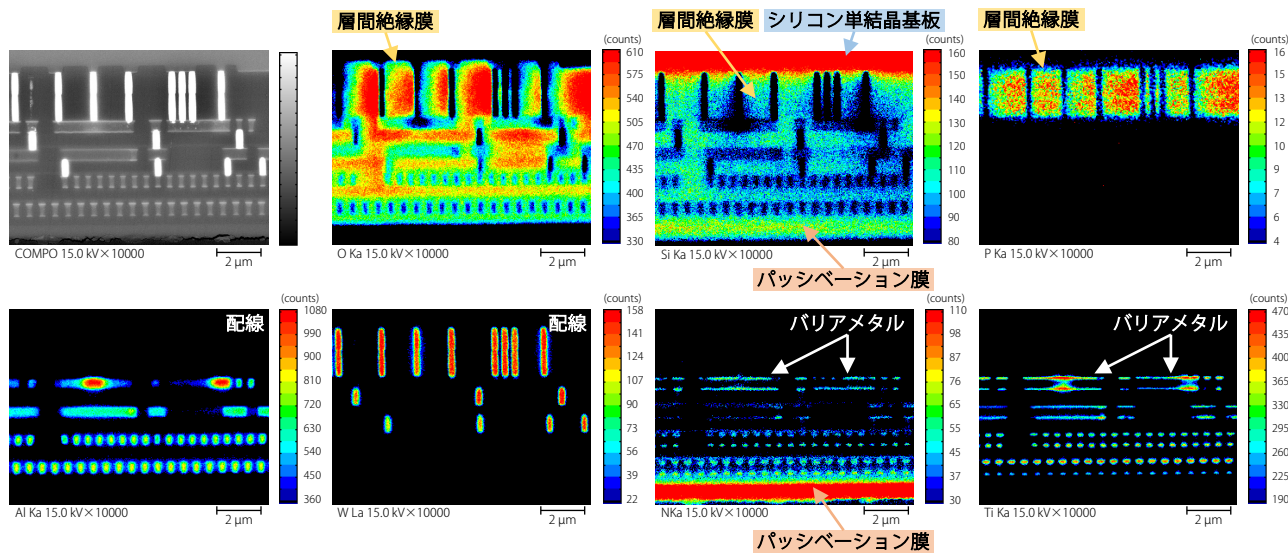 層間絶縁膜
層間絶縁膜
シリコン単結晶基板
層間絶縁膜
(counts)
610
575
540
505
470
435
400
365
330
(counts)
160
150
140
130
120
110
100
90
80
(counts)
16
15
13
12
10
9
7
6
4
COMPO 15.0 kV×10000
2 μm
O Ka 15.0 kV×10000
2 μm
Si Ka 15.0 kV×10000
2 μm
P Ka 15.0 kV×10000
2 μm
パッシベーション膜
配線
(counts)
1080
990
900
810
720
630
540
450
360
配線
(counts)
158
141
124
107
90
73
56
39
22
バリアメタル
(counts)
110
98
87
76
65
55
45
37
30
バリアメタル
(counts)
470
435
400
365
330
295
260
225
190
Al Ka 15.0 kV×10000
2 μm
W La 15.0 kV×10000
2 μm
NKa 15.0 kV×10000
2 μm
Ti Ka 15.0 kV×10000
2 μm
パッシベーション膜